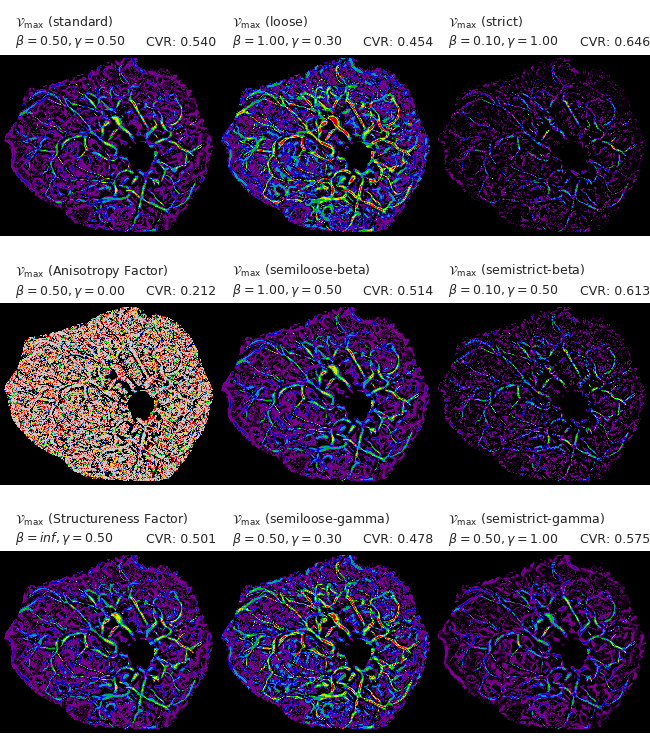 𝒱max (standard)
β = 0.50, γ = 0.50 CVR: 0.540
𝒱max (loose)
β = 1.00, γ = 0.30 CVR: 0.454
𝒱max (strict)
β = 0.10, γ = 1.00 CVR: 0.646
𝒱max (Anisotropy Factor)
β = 0.50, γ = 0.00 CVR: 0.212
𝒱max (semiloose-beta)
β = 1.00, γ = 0.50 CVR: 0.514
𝒱max (semistrict-beta)
β = 0.10, γ = 0.50 CVR: 0.613
𝒱max (Structureness Factor)
β = inf, γ = 0.50 CVR: 0.501
𝒱max (semiloose-gamma)
β = 0.50, γ = 0.30 CVR: 0.478
𝒱max (semistrict-gamma)
β = 0.50, γ = 1.00 CVR: 0.575